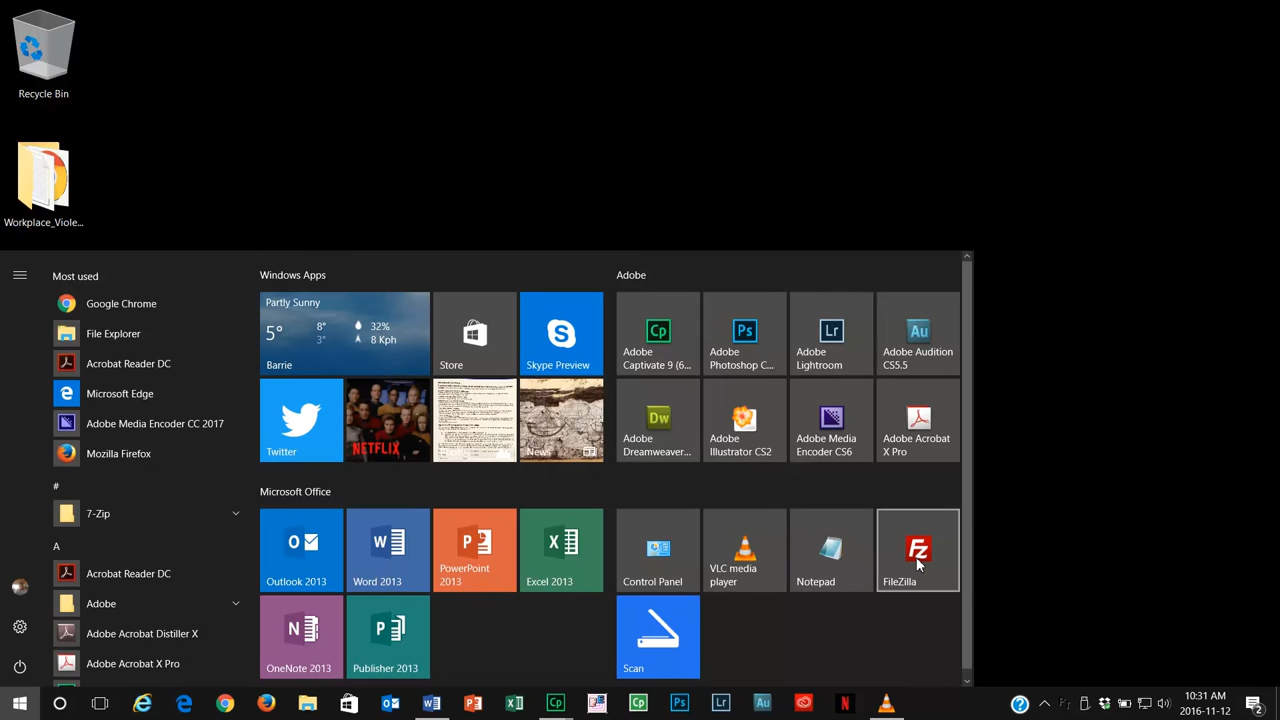 Recycle Bin
Workplace_Viole...
Most used
Google Chrome
File Explorer
Acrobat Reader DC
Microsoft Edge
Adobe Media Encoder CC 2017
Mozilla Firefox
#
7-Zip
A
Acrobat Reader DC
Adobe
Adobe Acrobat Distiller X
Adobe Acrobat X Pro
Windows Apps
Partly Sunny
5°
8°
3°
32%
8 Kph
Barrie
Store
Skype Preview
Twitter
NETFLIX
News
Microsoft Office
Outlook 2013
Word 2013
PowerPoint
2013
Excel 2013
OneNote 2013
Publisher 2013
Adobe
Adobe
Captivate 9 (6...
Adobe
Photoshop C...
Adobe
Lightroom
Adobe Audition
CS5.5
Adobe
Dreamweaver...
Adobe
Illustrator CS2
Adobe Media
Encoder CS6
Adobe Acrobat
X Pro
Control Panel
VLC media
player
Notepad
FileZilla
Scan
10:31 AM
2016-11-12
2